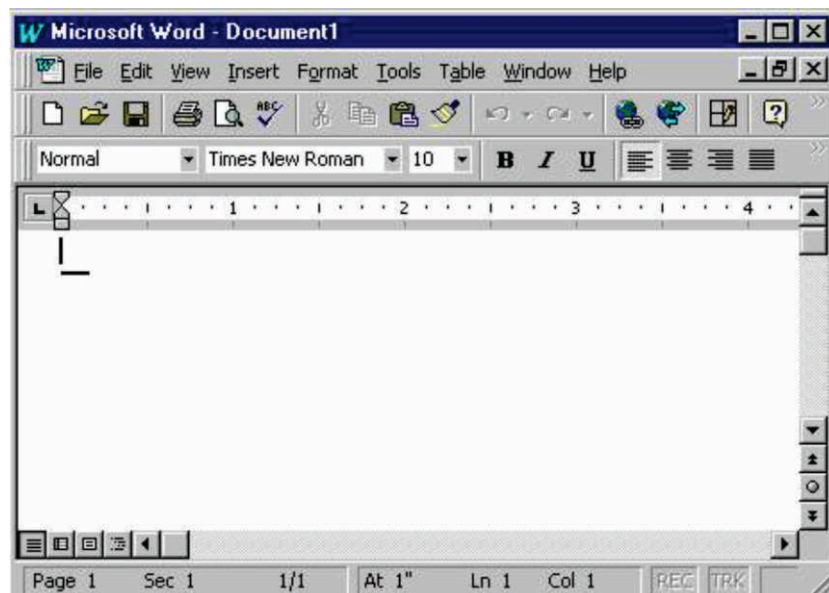 W Microsoft Word - Document1
File Edit View Insert Format Tools Table Window Help
ABC
Normal Times New Roman 10 B I U
1 2 3 4
Page 1 Sec 1 1/1 At 1" Ln 1 Col 1 REC TRK